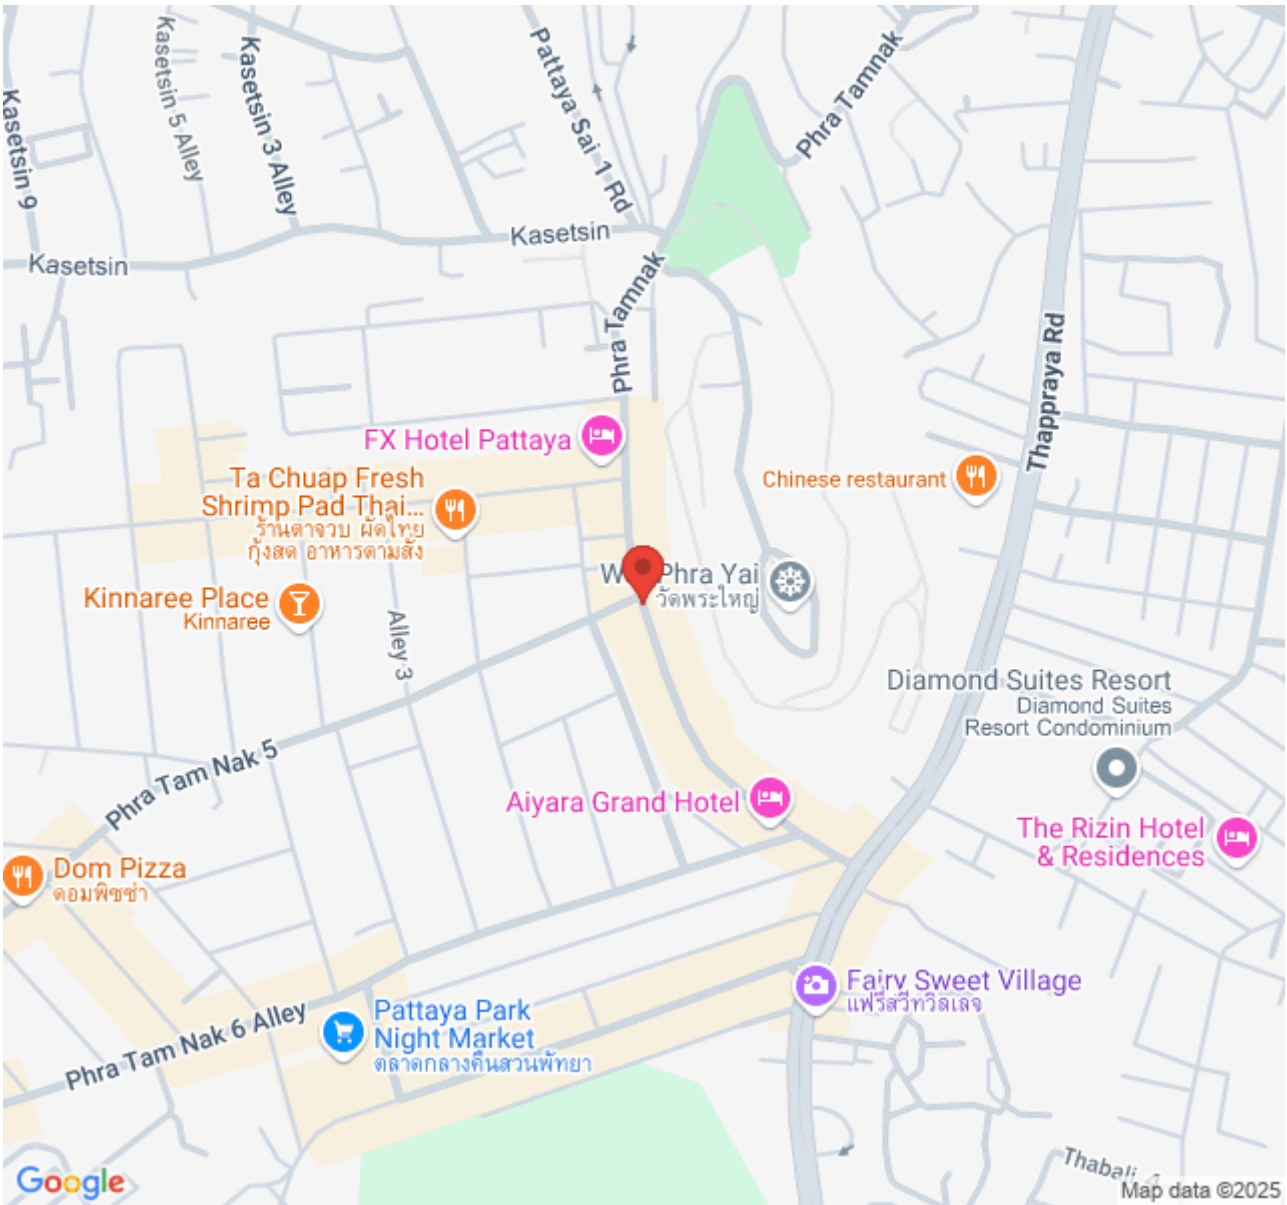 Kasetsin 9
Kasetsin 5 Alley
Kasetsin 3 Alley
Pattaya Sai 1 Rd
Phra Tamnak
Kasetsin
Kasetsin
Phra Tamnak
Thappraya Rd
FX Hotel Pattaya
Ta Chuap Fresh
Shrimp Pad Thai...
ร้านตาจวบ ผัดไทย
กุ้งสด อาหารตามสั่ง
Chinese restaurant
Kinnaree Place
Kinnaree
Alley 3
Phra Yai
วัดพระใหญ่
Diamond Suites Resort
Diamond Suites
Resort Condominium
Phra Tam Nak 5
Aiyara Grand Hotel
The Rizin Hotel
& Residences
Dom Pizza
ดอมพิซซ่า
Fairy Sweet Village
แฟรี่สวีทวิลเลจ
Pattaya Park
Night Market
ตลาดกลางคืนสวนพัทยา
Phra Tam Nak 6 Alley
Thabali 4
Google
Map data ©2025